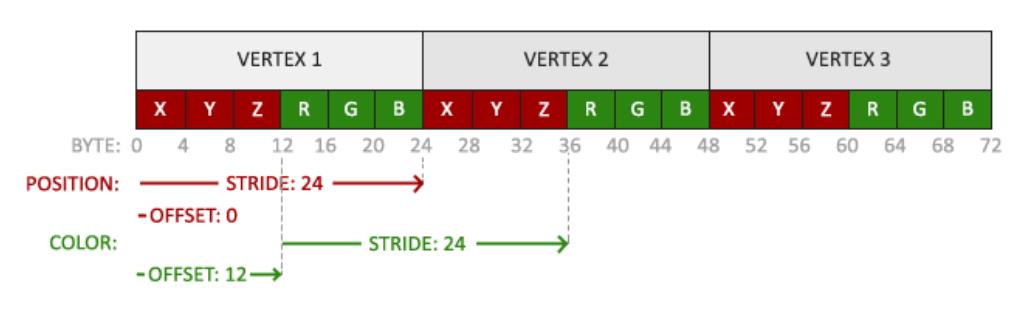 VERTEX 1 VERTEX 2 VERTEX 3
X Y Z R G B X Y Z R G B X Y Z R G B
BYTE: 0 4 8 12 16 20 24 28 32 36 40 44 48 52 56 60 64 68 72
POSITION: STRIDE: 24
-OFFSET: 0
COLOR: STRIDE: 24
-OFFSET: 12